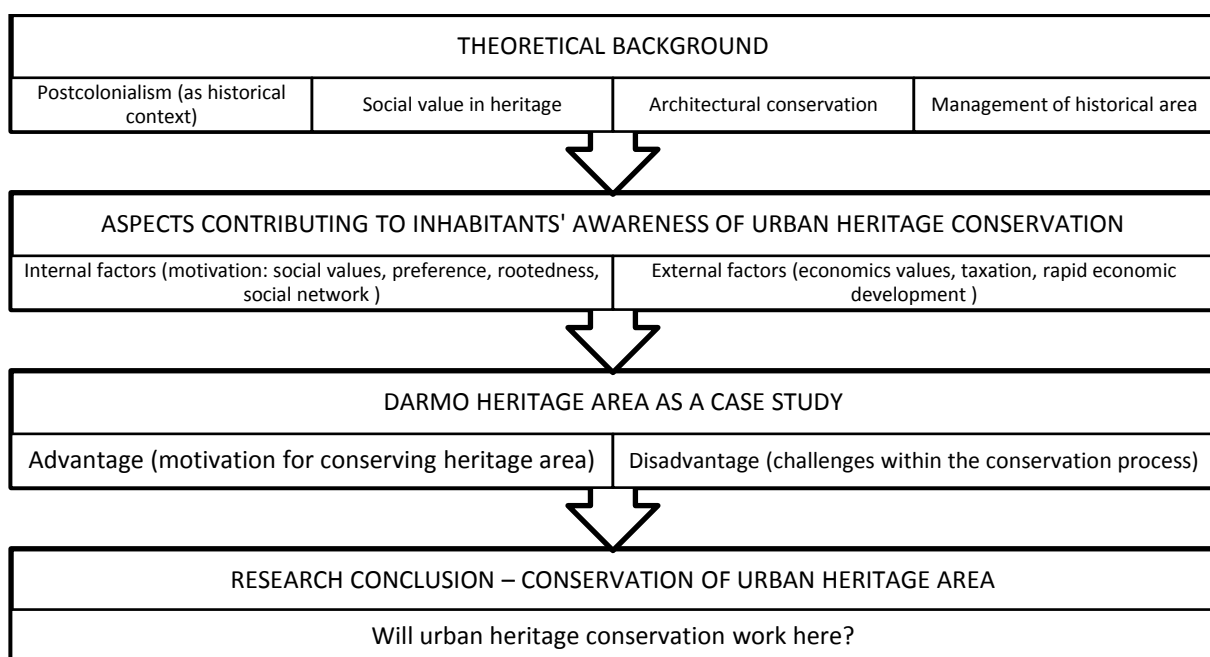 THEORETICAL BACKGROUND
Postcolonialism (as historical
context)
Social value in heritage
Architectural conservation
Management of historical area
ASPECTS CONTRIBUTING TO INHABITANTS' AWARENESS OF URBAN HERITAGE CONSERVATION
Internal factors (motivation: social values, preference, rootedness,
social network )
External factors (economics values, taxation, rapid economic
development )
DARMO HERITAGE AREA AS A CASE STUDY
Advantage (motivation for conserving heritage area)
Disadvantage (challenges within the conservation process)
RESEARCH CONCLUSION – CONSERVATION OF URBAN HERITAGE AREA
Will urban heritage conservation work here?